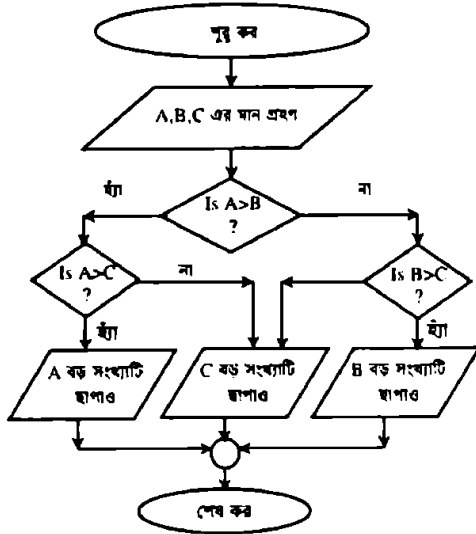 শুরু কর
A,B,C এর মান গ্রহণ
হ্যাঁ
Is A>B
না
?
Is A>C
না
Is B>C
?
?
হ্যাঁ
হ্যাঁ
A বড় সংখ্যাটি
C বড় সংখ্যাটি
B বড় সংখ্যাটি
ছাপাও
ছাপাও
ছাপাও
শেষ কর